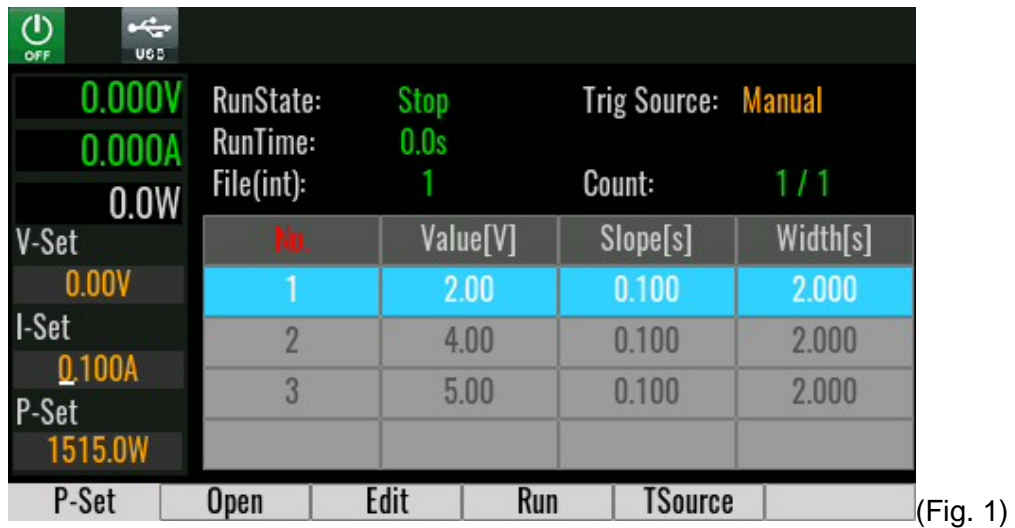 OFF USB
0.000V
0.000A
0.0W
V-Set
0.00V
I-Set
0.100A
P-Set
1515.0W
RunState: Stop Trig Source: Manual
RunTime: 0.0s
File(int): 1 Count: 1 / 1
No. Value[V] Slope[s] Width[s]
1 2.00 0.100 2.000
2 4.00 0.100 2.000
3 5.00 0.100 2.000
P-Set Open Edit Run TSource
(Fig. 1)